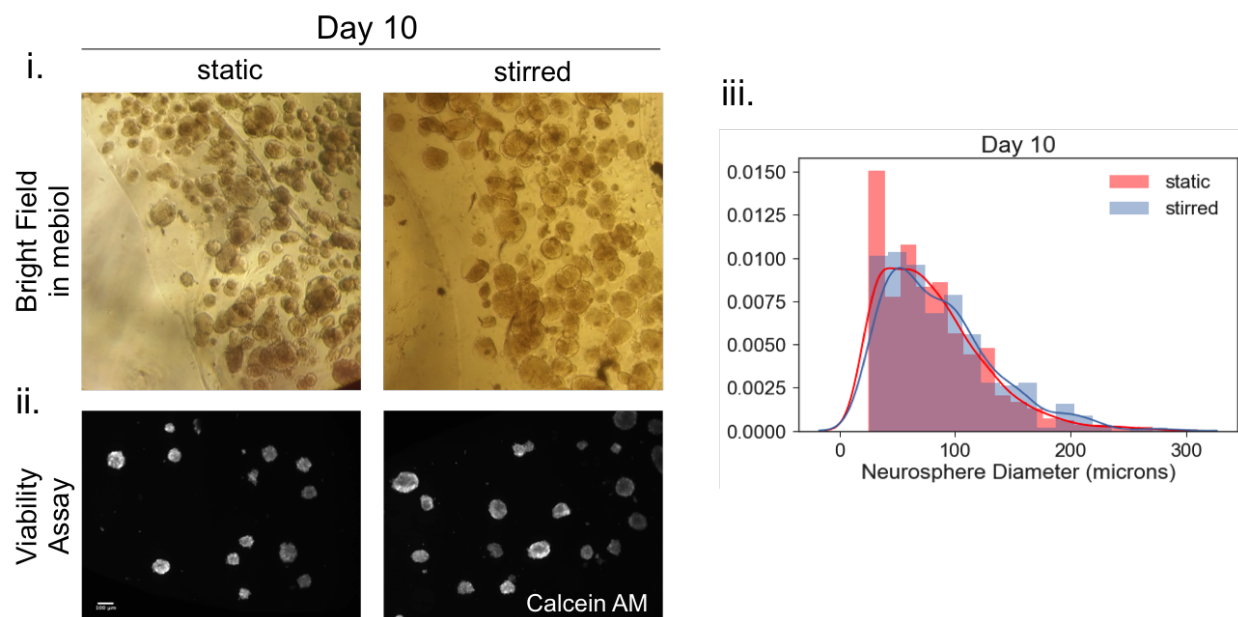 Day 10
i.
static
stirred
Bright Field
in mebiol
ii.
Viability
Assay
100 µm
Calcein AM
iii.
Day 10
0.0150
0.0125
0.0100
0.0075
0.0050
0.0025
0.0000
static
stirred
0
100
200
300
Neurosphere Diameter (microns)